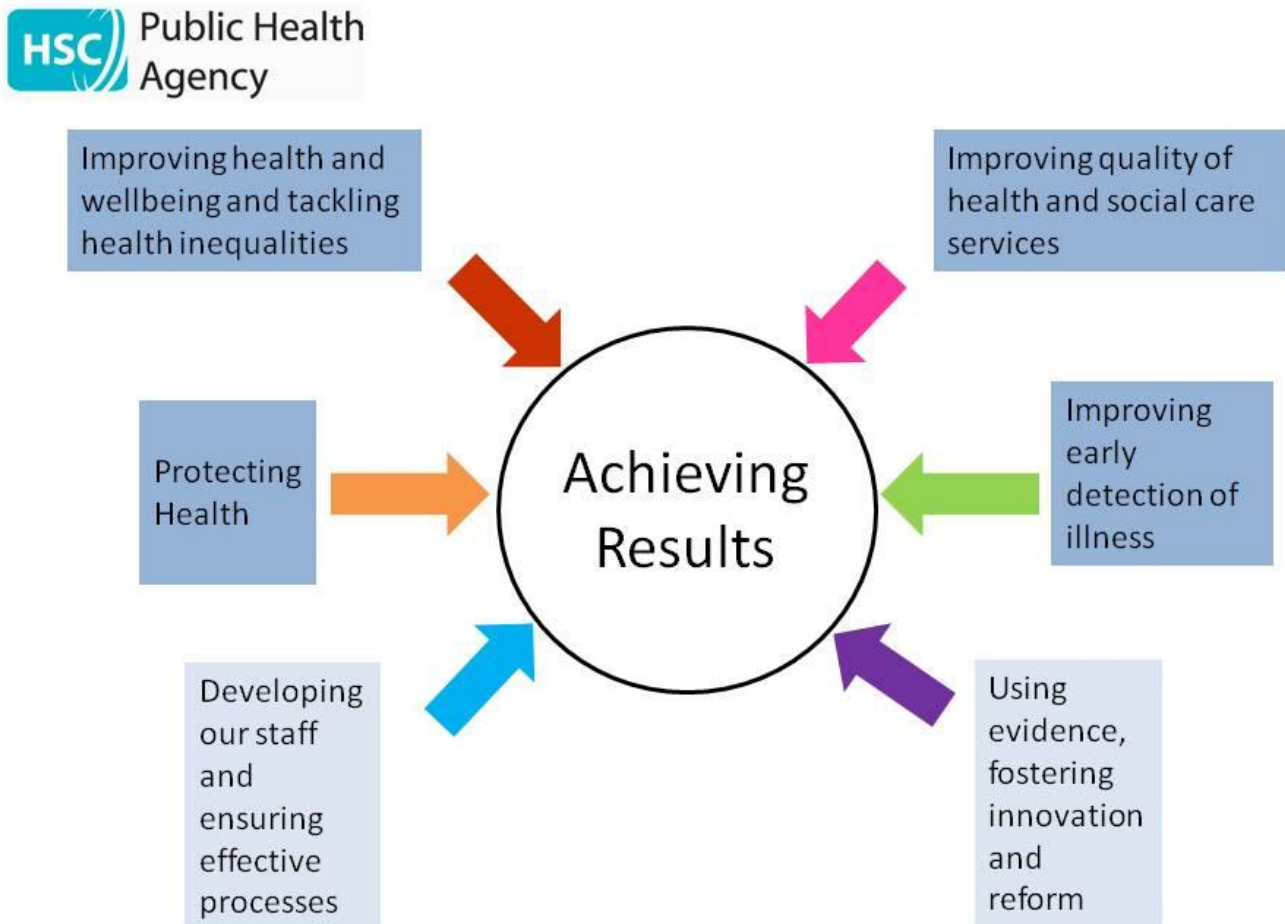 HSC
Public Health
Agency
Improving health and
wellbeing and tackling
health inequalities
Improving quality of
health and social care
services
Protecting
Health
Achieving
Results
Improving
early
detection of
illness
Developing
our staff
and
ensuring
effective
processes
Using
evidence,
fostering
innovation
and
reform